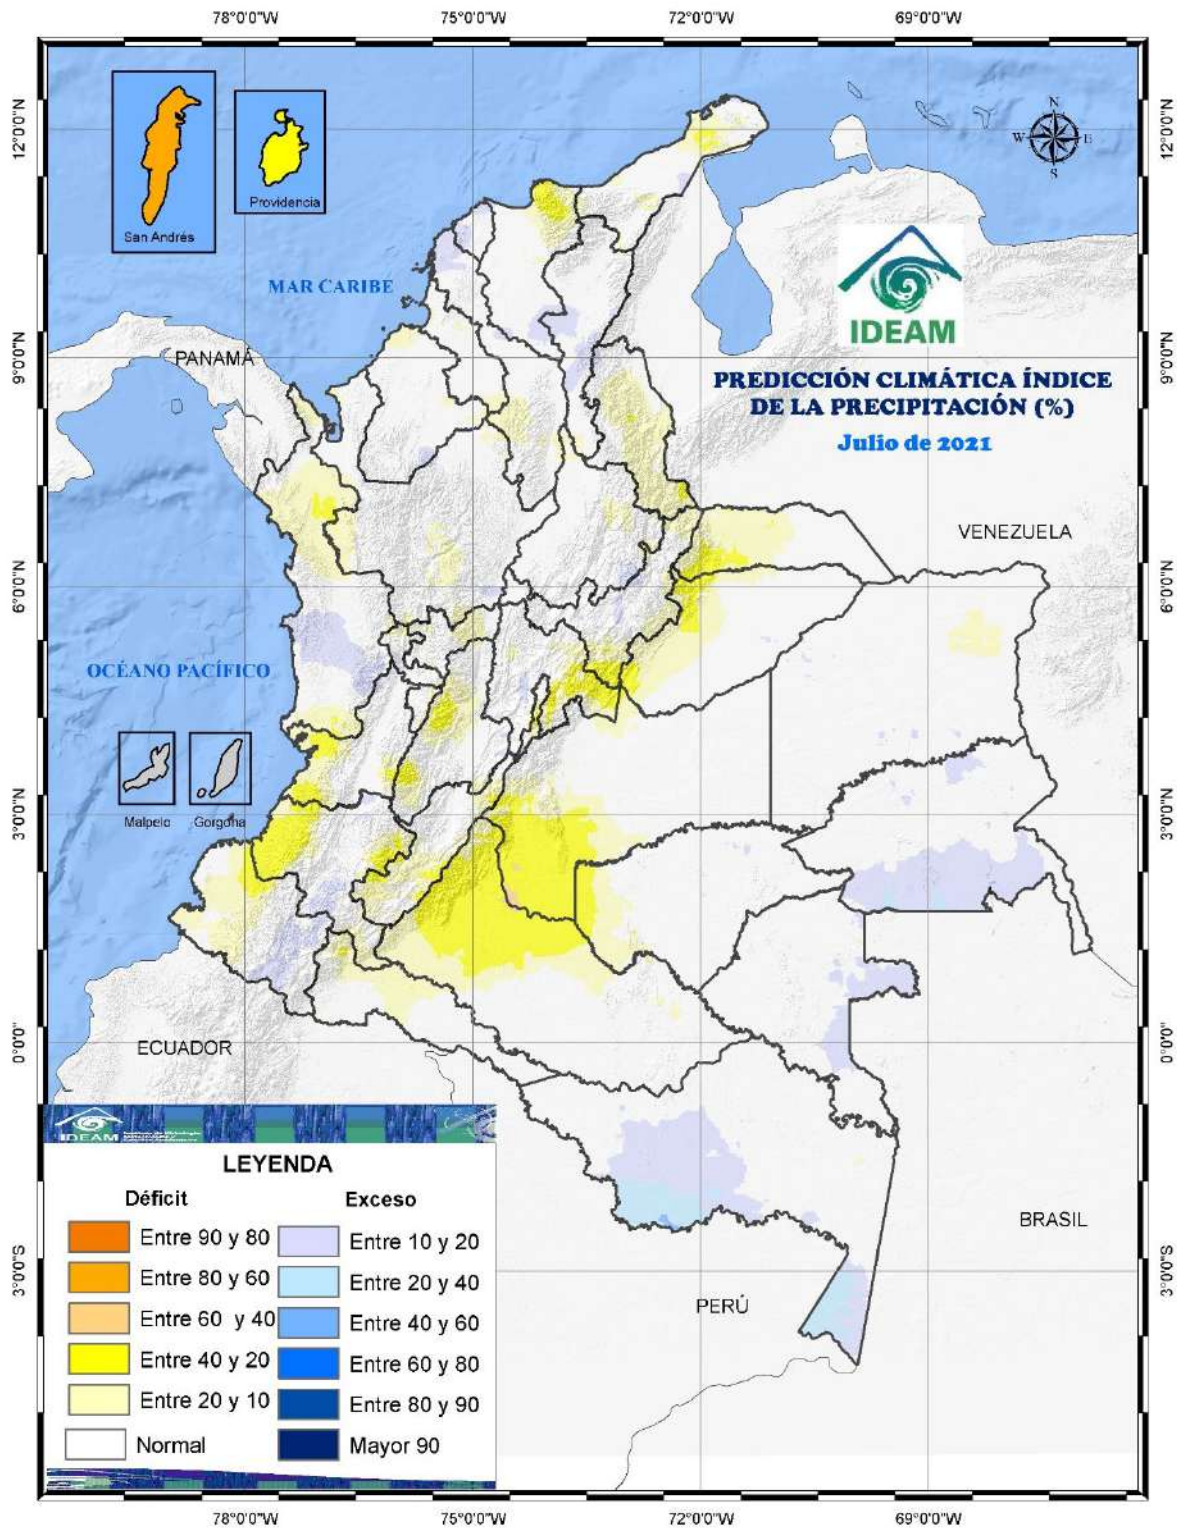 78°0'0"W
75°0'0"W
72°0'0"W
69°0'0"W
12°0'0"N
12°0'0"N
N
W
E
S
San Andrés
Providencia
MAR CARIBE
IDEAM
9°0'0"N
9°0'0"N
PANAMÁ
PREDICCIÓN CLIMÁTICA ÍNDICE
DE LA PRECIPITACIÓN (%)
Julio de 2021
VENEZUELA
6°0'0"N
6°0'0"N
OCÉANO PACÍFICO
Malpelo
Gorgona
3°0'0"N
3°0'0"N
ECUADOR
0°0'0"
0°0'0"
IDEAM
LEYENDA
Déficit
Exceso
Entre 90 y 80
Entre 10 y 20
Entre 80 y 60
Entre 20 y 40
Entre 60 y 40
Entre 40 y 60
Entre 40 y 20
Entre 60 y 80
Entre 20 y 10
Entre 80 y 90
Normal
Mayor 90
BRASIL
PERÚ
3°0'0"S
3°0'0"S
78°0'0"W
75°0'0"W
72°0'0"W
69°0'0"W